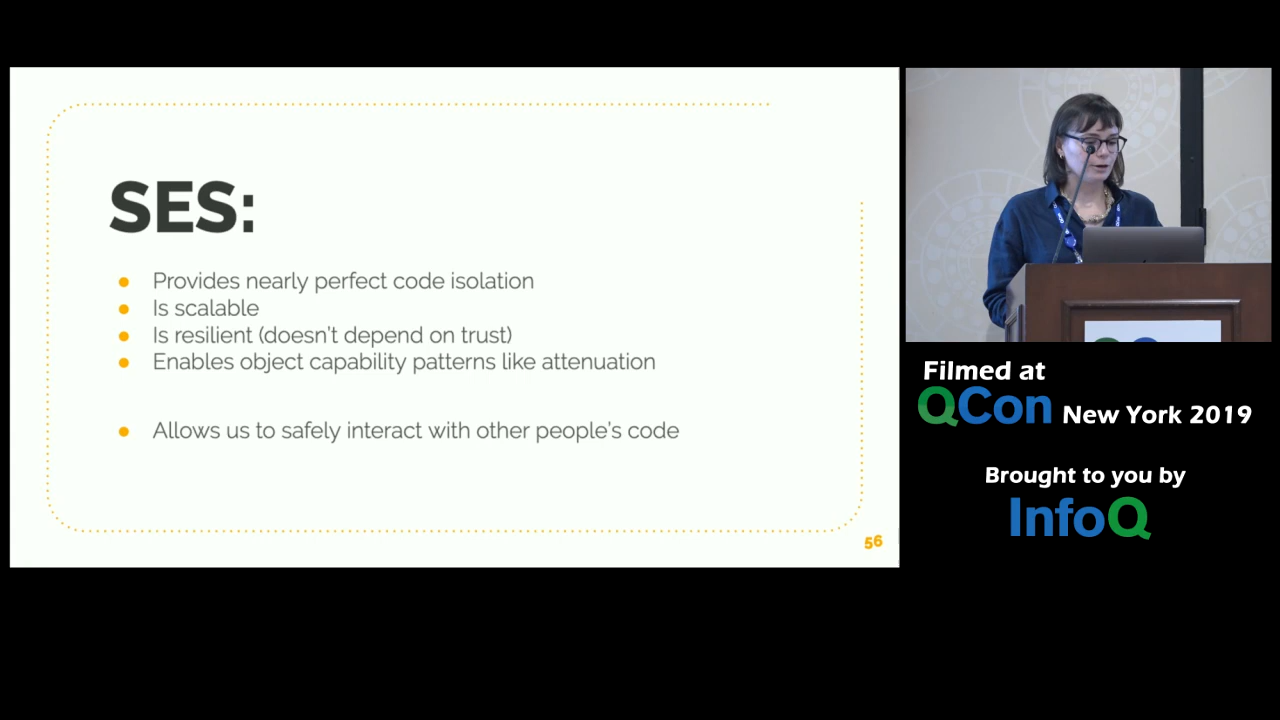 SES:
Provides nearly perfect code isolation
Is scalable
Is resilient (doesn't depend on trust)
Enables object capability patterns like attenuation
Allows us to safely interact with other people's code
56
Filmed at
QCon New York 2019
Brought to you by
InfoQ